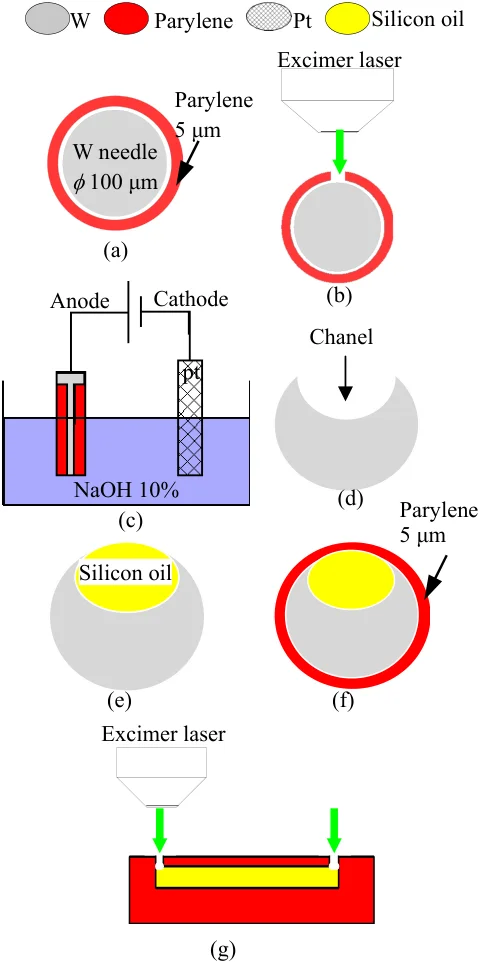 W Parylene Pt Silicon oil
Excimer laser
Parylene
5 μm
W needle
ϕ 100 μm
(a)
(b)
Anode Cathode
Chanel
pt
NaOH 10%
(c)
(d)
Parylene
5 μm
Silicon oil
(e)
(f)
Excimer laser
(g)